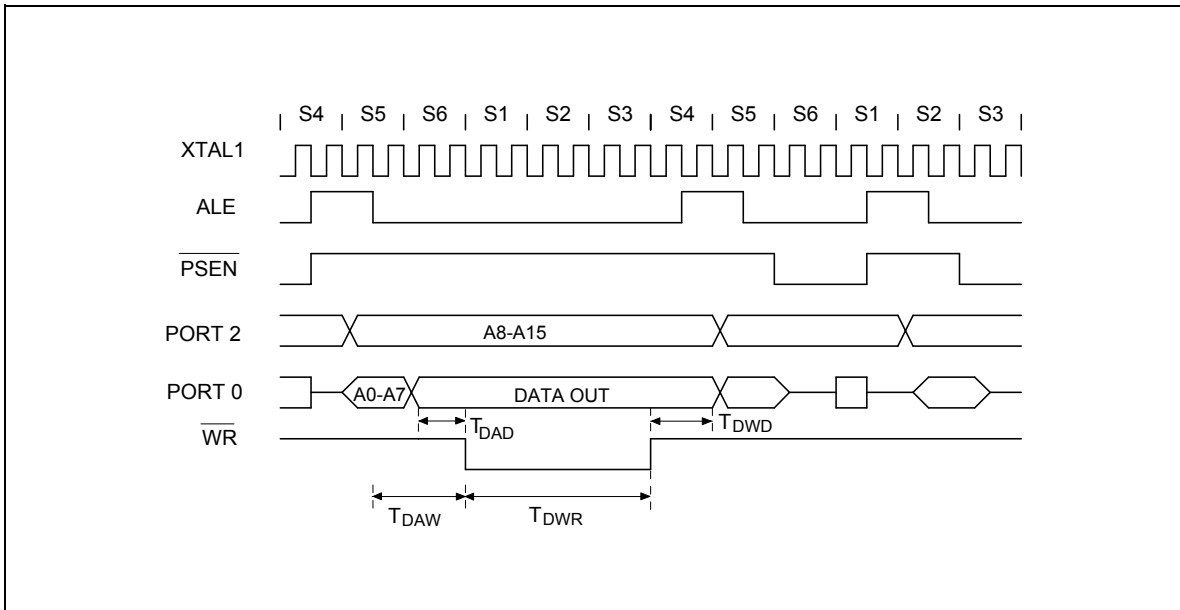 S4 S5 S6 S1 S2 S3 S4 S5 S6 S1 S2 S3
XTAL1
ALE
PSEN
PORT 2 A8-A15
PORT 0 A0-A7 DATA OUT
TDAD TDWD
WR
TDAW TDWR